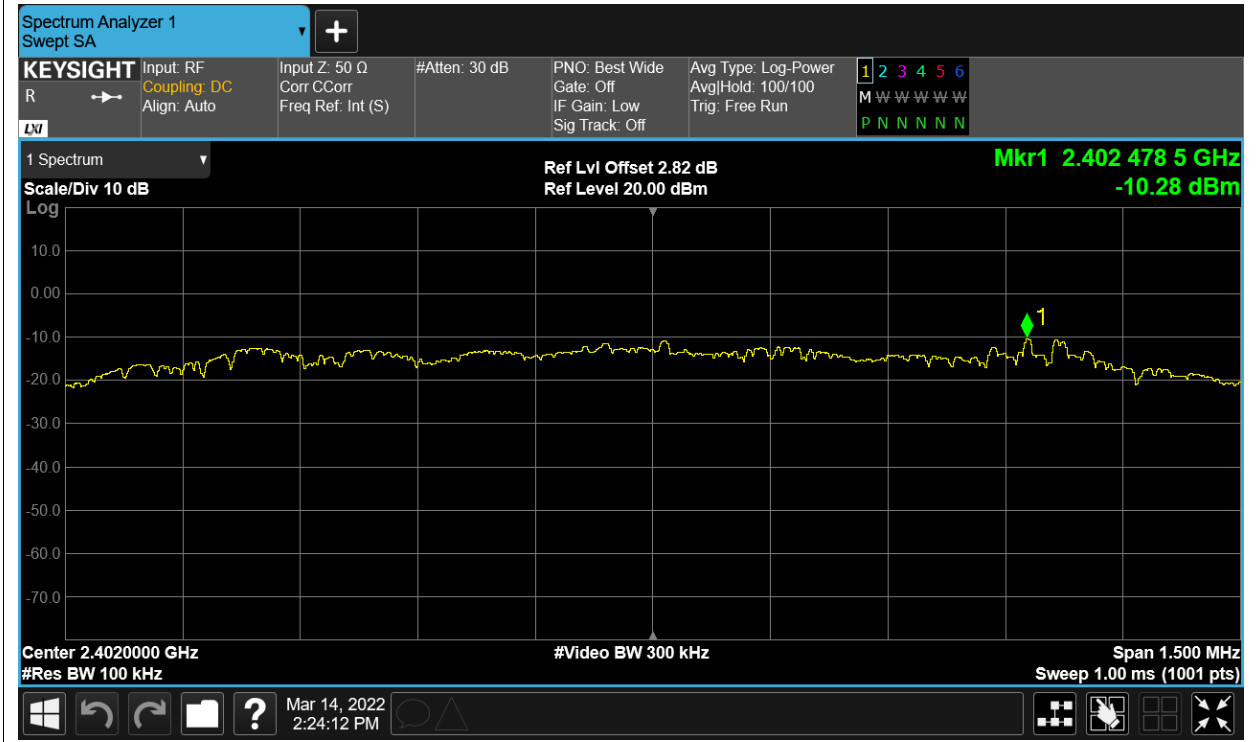 Spectrum Analyzer 1
Swept SA
KEYSIGHT
R
LXI
Input: RF
Coupling: DC
Align: Auto
Input Z: 50 Ω
Corr CCorr
Freq Ref: Int (S)
#Atten: 30 dB
PNO: Best Wide
Gate: Off
IF Gain: Low
Sig Track: Off
Avg Type: Log-Power
Avg|Hold: 100/100
Trig: Free Run
1 2 3 4 5 6
M W W W W W
P N N N N N
1 Spectrum
Scale/Div 10 dB
Log
Ref Lvl Offset 2.82 dB
Ref Level 20.00 dBm
Mkr1 2.402 478 5 GHz
-10.28 dBm
10.0
0.00
-10.0
-20.0
-30.0
-40.0
-50.0
-60.0
-70.0
1
Center 2.4020000 GHz
#Res BW 100 kHz
#Video BW 300 kHz
Span 1.500 MHz
Sweep 1.00 ms (1001 pts)
?
Mar 14, 2022
2:24:12 PM